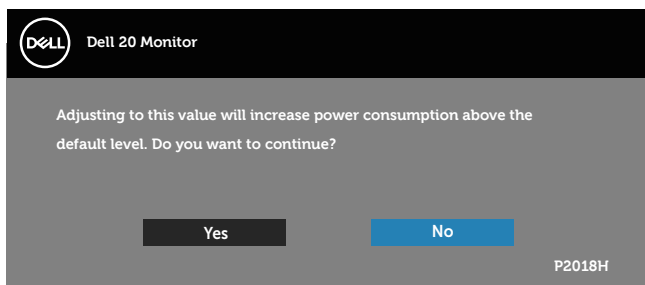 DELL
Dell 20 Monitor
Adjusting to this value will increase power consumption above the
default level. Do you want to continue?
Yes No
P2018H